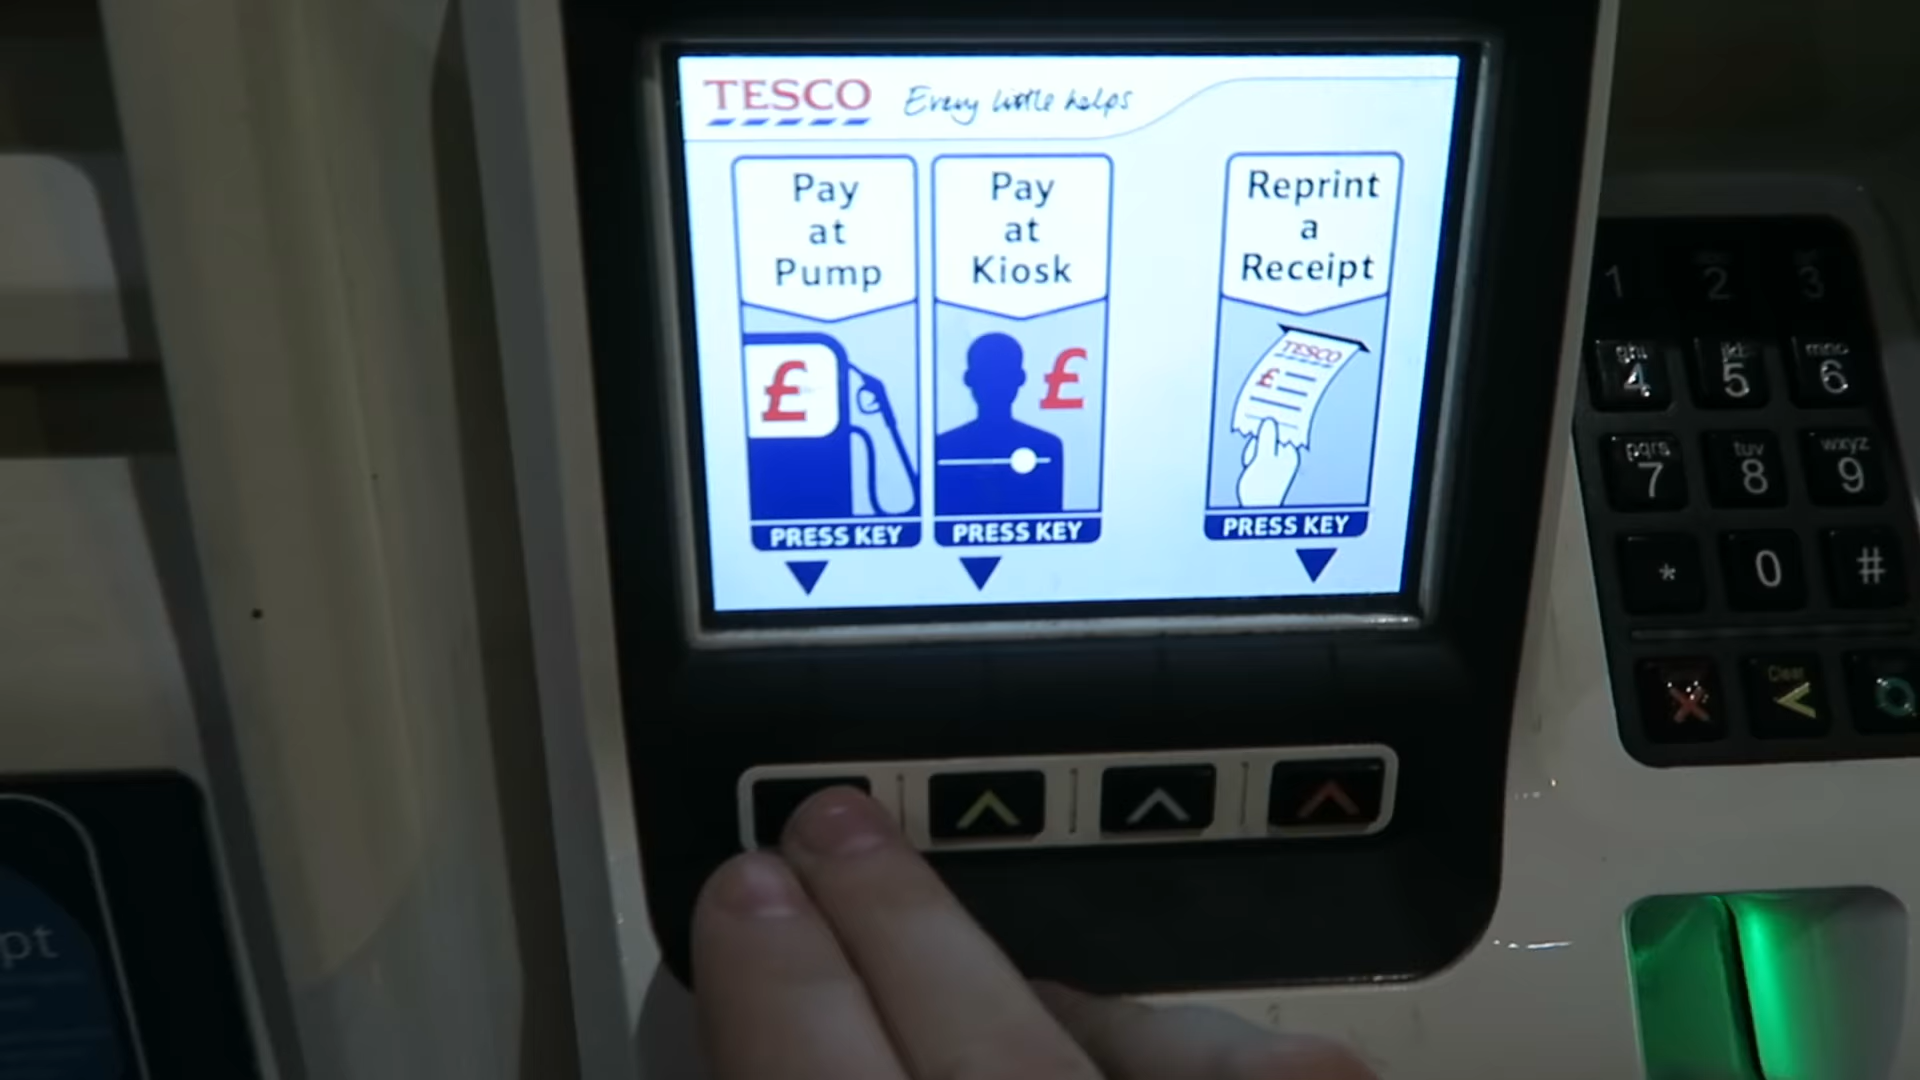 TESCO Every little helps
Pay
at
Pump
Pay
at
Kiosk
Reprint
a
Receipt
£
£
TESCO
£
PRESS KEY
PRESS KEY
PRESS KEY
1 2 3
ghi jkl mno
4 5 6
pqrs tuv wxyz
7 8 9
* 0 #
Clear
pt